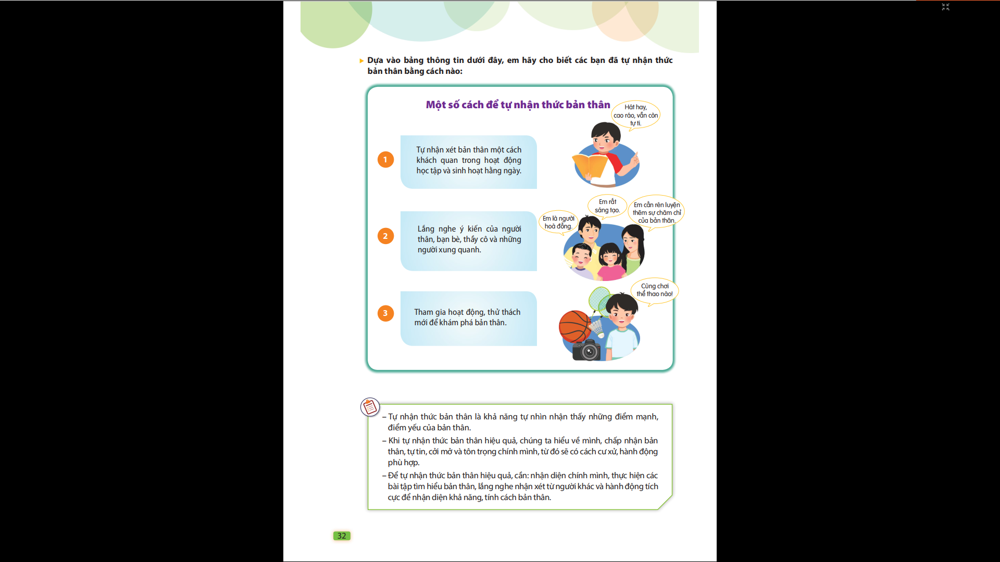 Dựa vào bảng thông tin dưới đây, em hãy cho biết các bạn đã tự nhận thức
bản thân bằng cách nào:
Một số cách để tự nhận thức bản thân
Hát hay,
cao ráo, vẫn còn
tự ti.
1
Tự nhận xét bản thân một cách
khách quan trong hoạt động
học tập và sinh hoạt hằng ngày.
2
Lắng nghe ý kiến của người
thân, bạn bè, thầy cô và những
người xung quanh.
Em là người
hoà đồng.
Em rất
sáng tạo.
Em cần rèn luyện
thêm sự chăm chỉ
của bản thân.
3
Tham gia hoạt động, thử thách
mới để khám phá bản thân.
Cùng chơi
thể thao nào!
– Tự nhận thức bản thân là khả năng tự nhìn nhận thấy những điểm mạnh,
điểm yếu của bản thân.
– Khi tự nhận thức bản thân hiệu quả, chúng ta hiểu về mình, chấp nhận bản
thân, tự tin, cởi mở và tôn trọng chính mình, từ đó sẽ có cách cư xử, hành động
phù hợp.
– Để tự nhận thức bản thân hiệu quả, cần: nhận diện chính mình, thực hiện các
bài tập tìm hiểu bản thân, lắng nghe nhận xét từ người khác và hành động tích
cực để nhận diện khả năng, tính cách bản thân.
32